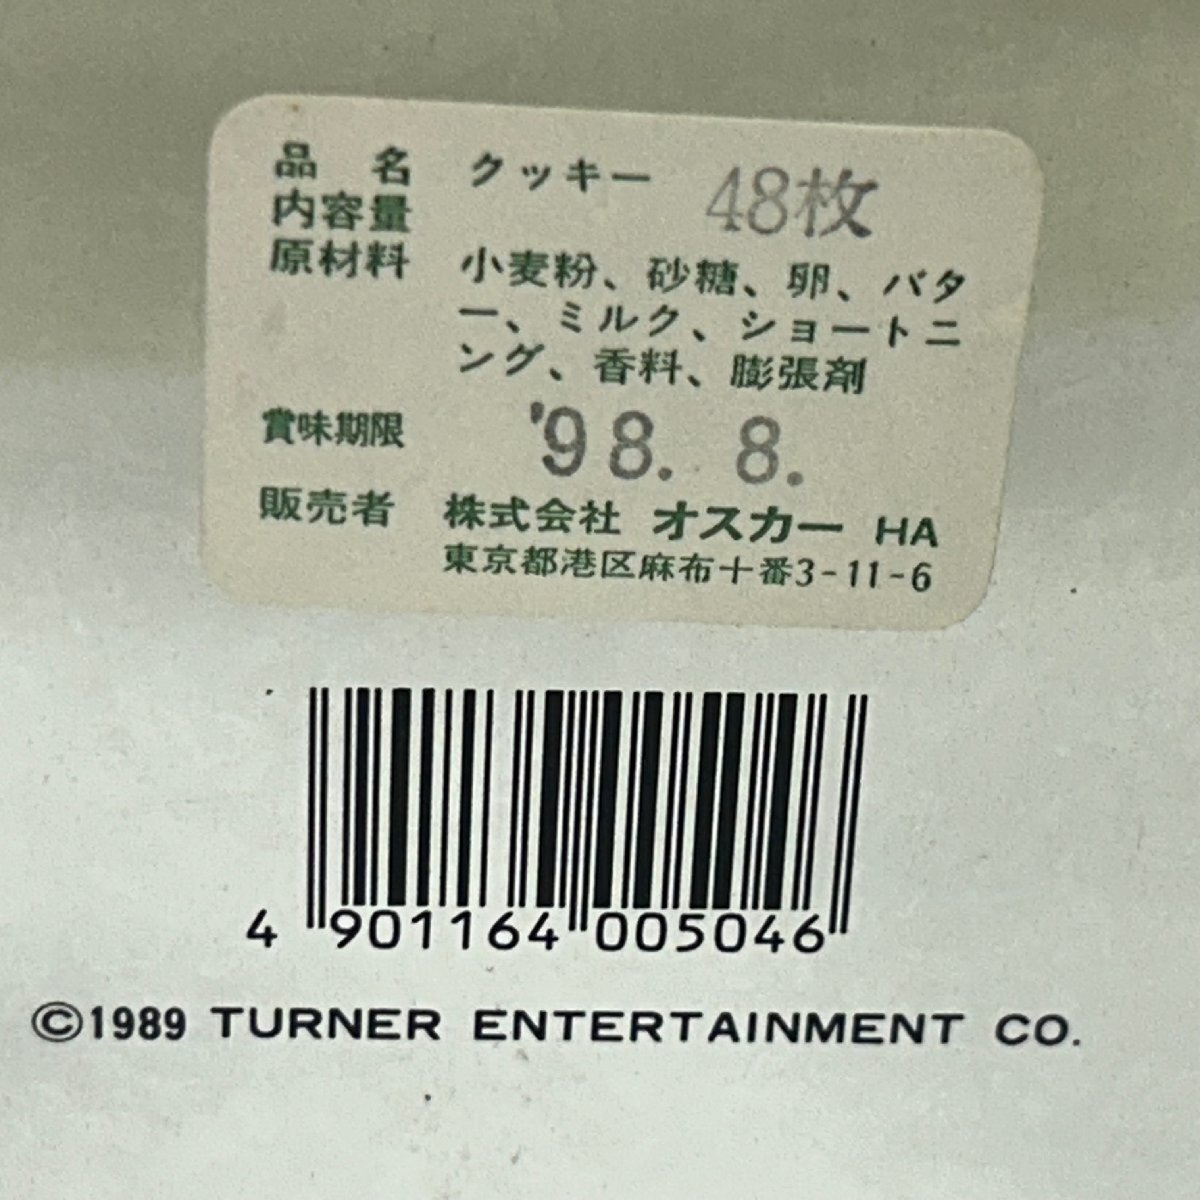 品　名　クッキー　48枚
内容量
原材料　小麦粉、砂糖、卵、バタ
ー、ミルク、ショートニ
ング、香料、膨張剤
賞味期限　'98. 8.
販売者　株式会社 オスカー HA
東京都港区麻布十番3-11-6
4 901164 005046
©1989 TURNER ENTERTAINMENT CO.